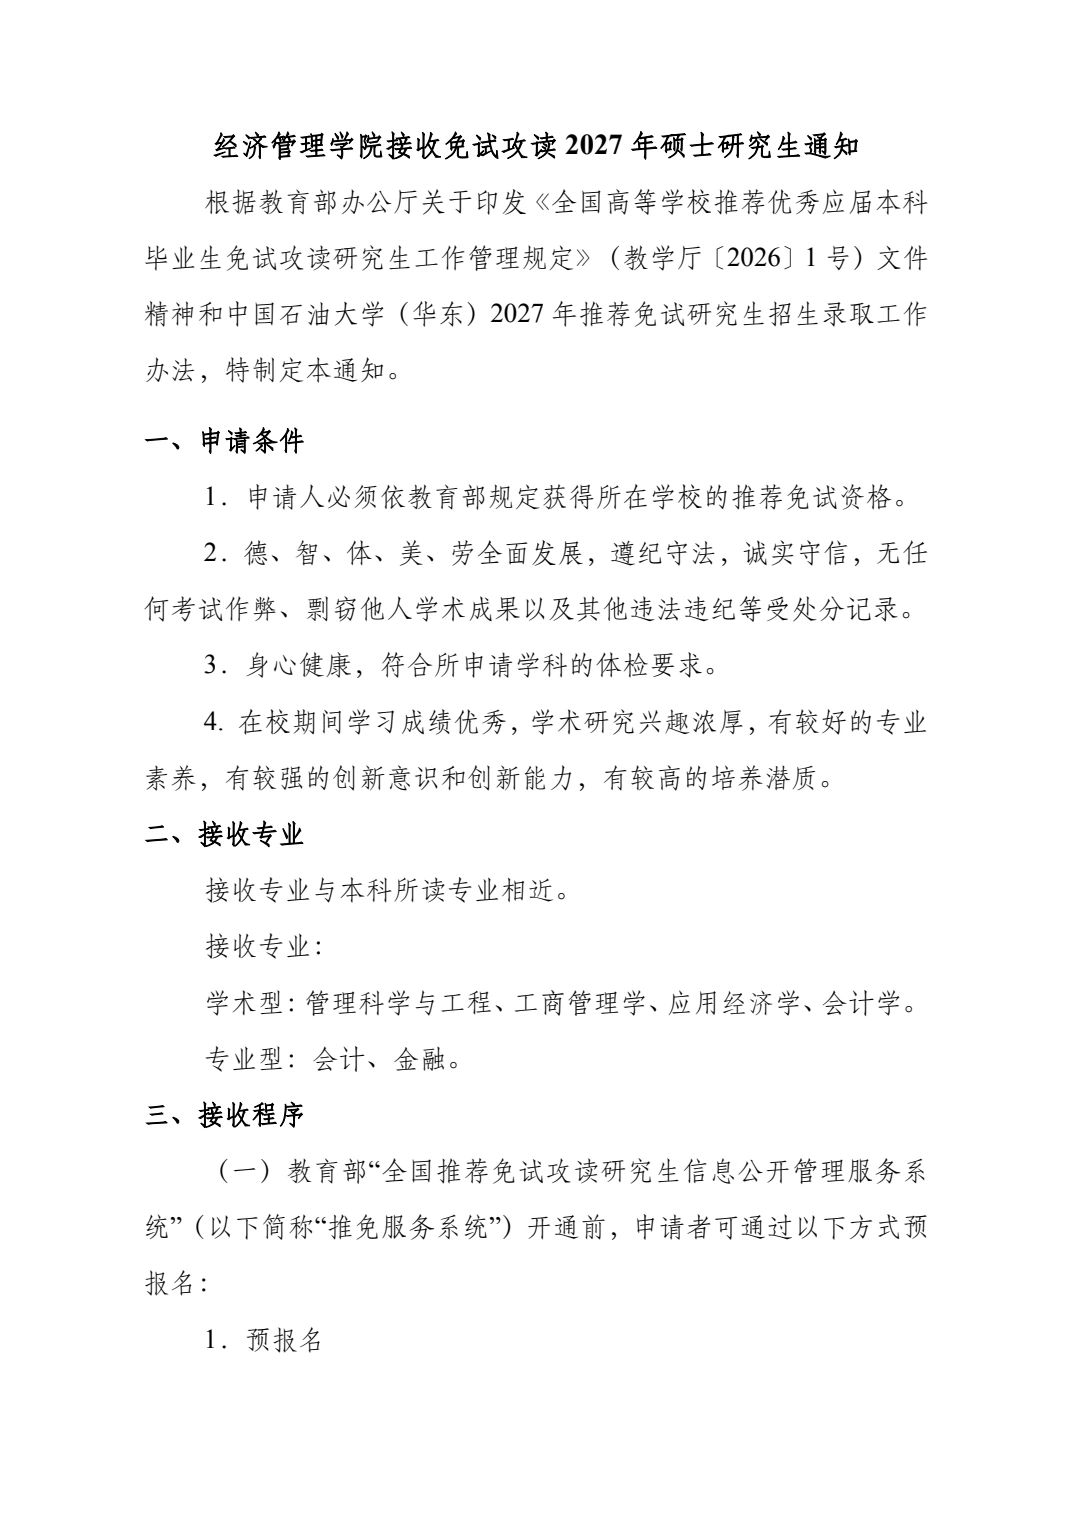 经济管理学院接收免试攻读 2027 年硕士研究生通知
根据教育部办公厅关于印发《全国高等学校推荐优秀应届本科
毕业生免试攻读研究生工作管理规定》（教学厅〔2026〕1 号）文件
精神和中国石油大学（华东）2027 年推荐免试研究生招生录取工作
办法，特制定本通知。
一、申请条件
1．申请人必须依教育部规定获得所在学校的推荐免试资格。
2．德、智、体、美、劳全面发展，遵纪守法，诚实守信，无任
何考试作弊、剽窃他人学术成果以及其他违法违纪等受处分记录。
3．身心健康，符合所申请学科的体检要求。
4. 在校期间学习成绩优秀，学术研究兴趣浓厚，有较好的专业
素养，有较强的创新意识和创新能力，有较高的培养潜质。
二、接收专业
接收专业与本科所读专业相近。
接收专业：
学术型：管理科学与工程、工商管理学、应用经济学、会计学。
专业型：会计、金融。
三、接收程序
（一）教育部“全国推荐免试攻读研究生信息公开管理服务系
统”（以下简称“推免服务系统”）开通前，申请者可通过以下方式预
报名：
1．预报名